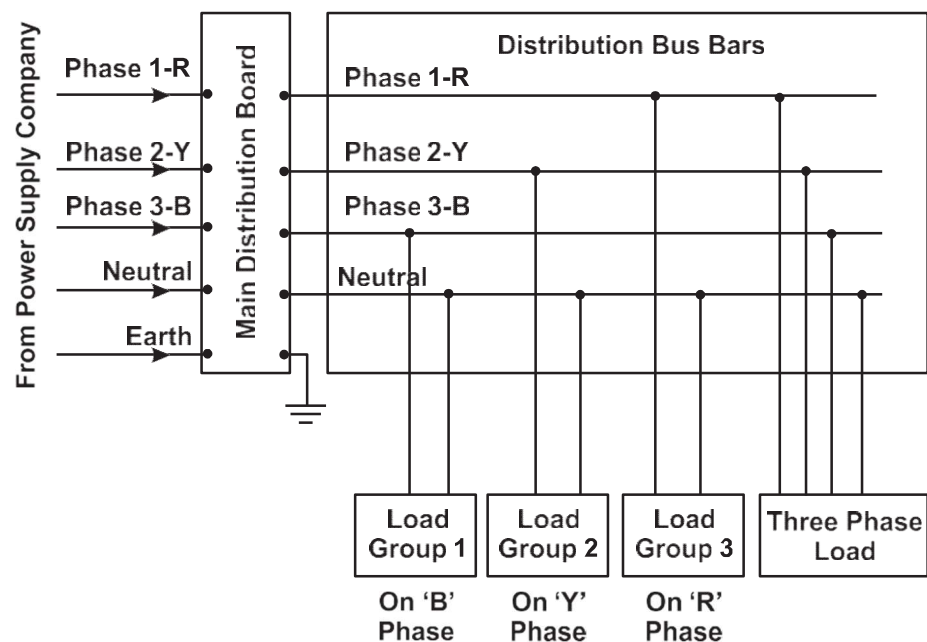 From Power Supply Company
Phase 1-R
Phase 2-Y
Phase 3-B
Neutral
Earth
Main Distribution Board
Distribution Bus Bars
Phase 1-R
Phase 2-Y
Phase 3-B
Neutral
Load
Group 1
Load
Group 2
Load
Group 3
Three Phase
Load
On ‘B’
Phase
On ‘Y’
Phase
On ‘R’
Phase